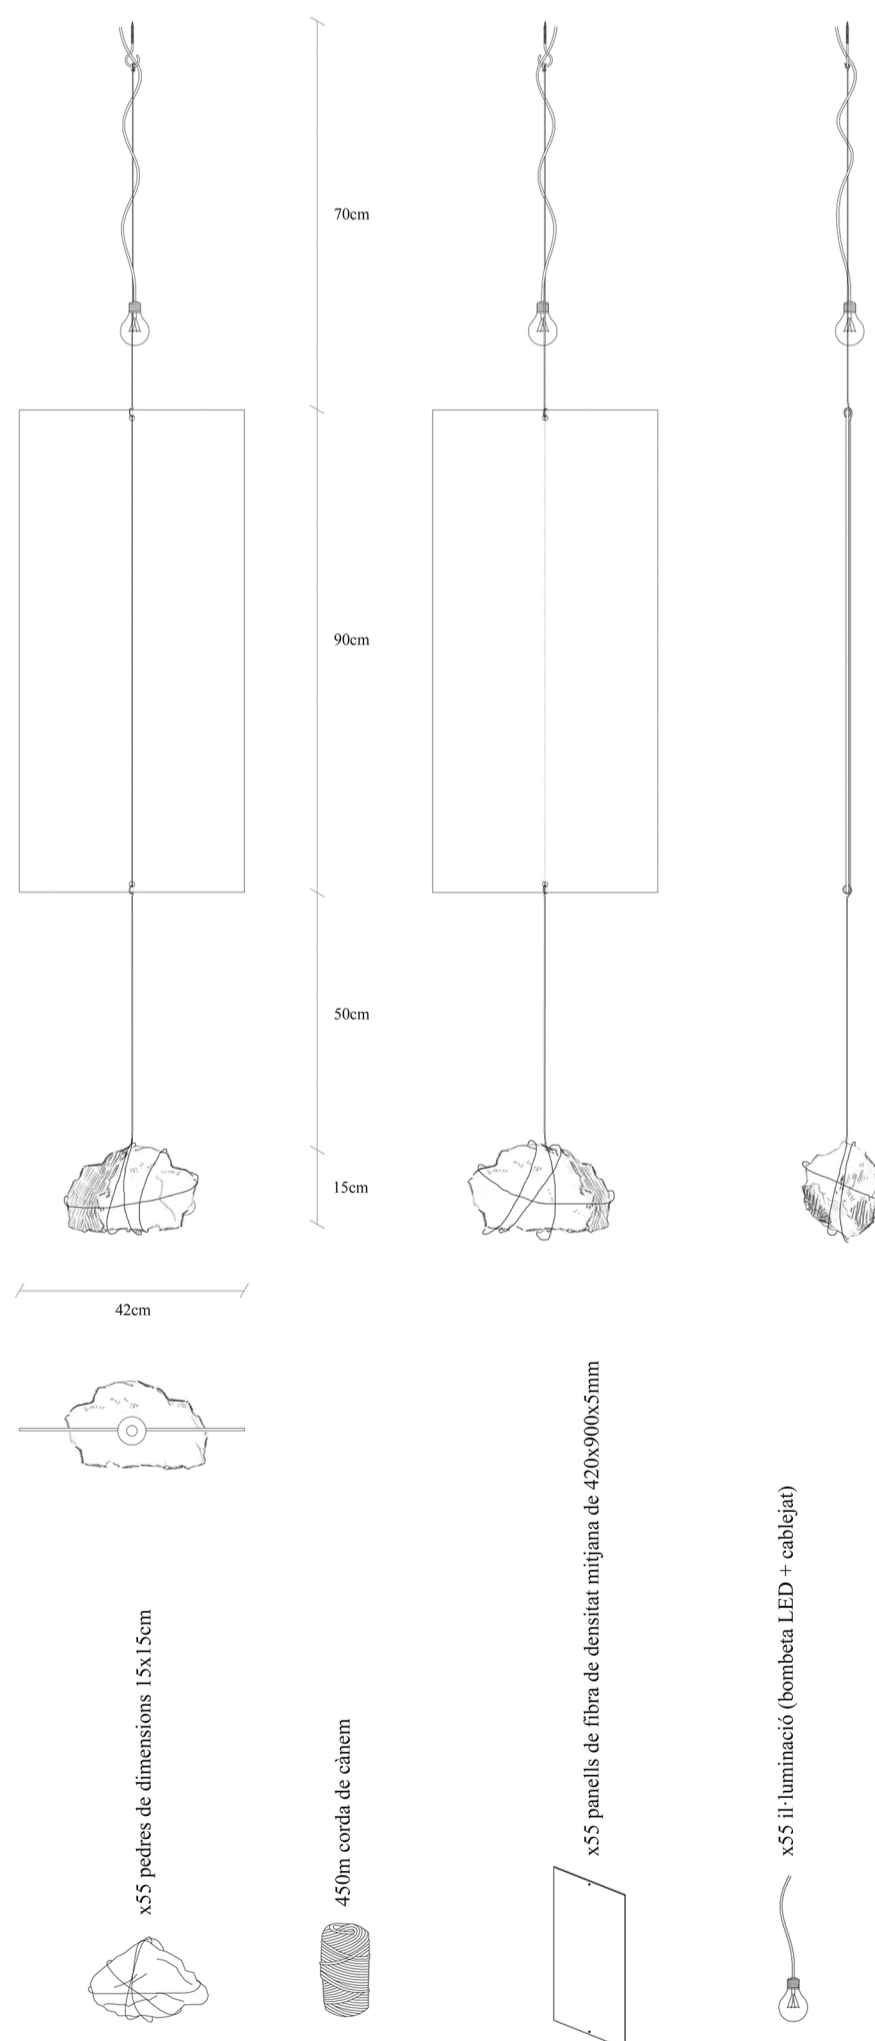 70cm
90cm
50cm
15cm
42cm
x55 pedres de dimensions 15x15cm
450m corda de cànem
x55 panells de fibra de densitat mitjana de 420x900x5mm
x55 il·luminació (bombeta LED + cablejat)